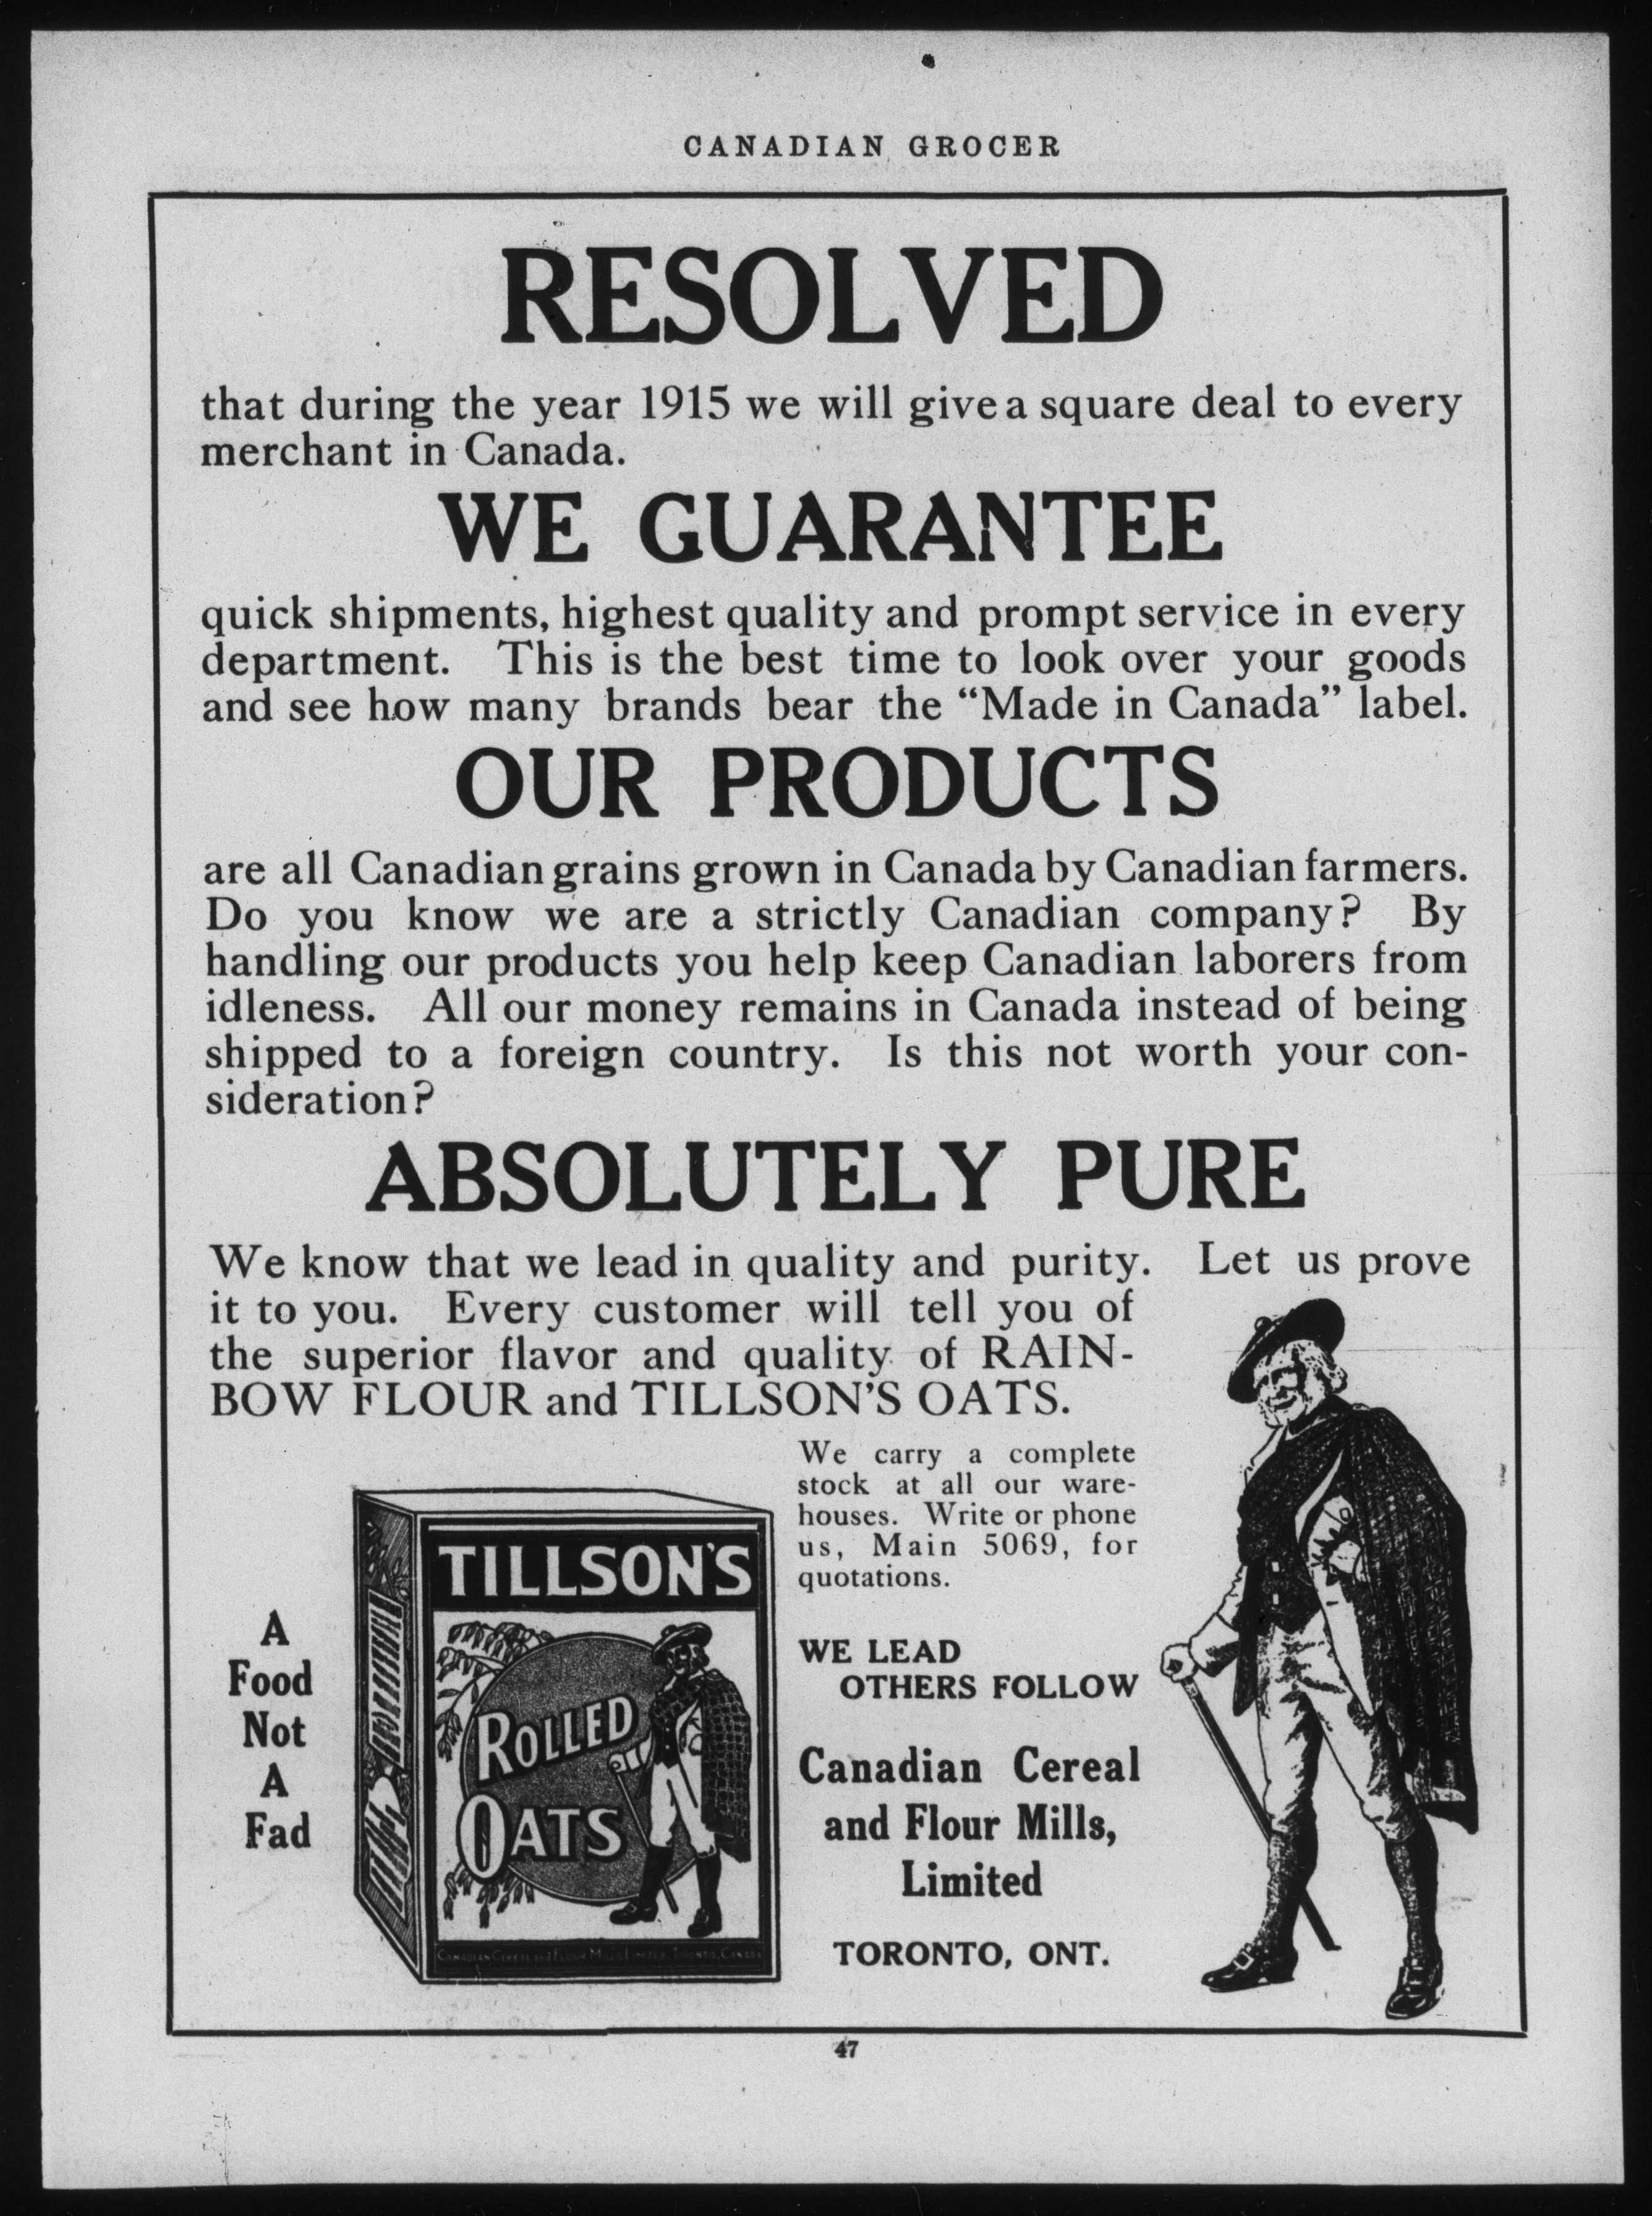 CANADIAN GROCER
RESOLVED
that during the year 1915 we will give a square deal to every
merchant in Canada.
WE GUARANTEE
quick shipments, highest quality and prompt service in every
department. This is the best time to look over your goods
and see how many brands bear the “Made in Canada” label.
OUR PRODUCTS
are all Canadian grains grown in Canada by Canadian farmers.
Do you know we are a strictly Canadian company? By
handling our products you help keep Canadian laborers from
idleness. All our money remains in Canada instead of being
shipped to a foreign country. Is this not worth your con-
sideration?
ABSOLUTELY PURE
We know that we lead in quality and purity. Let us prove
it to you. Every customer will tell you of
the superior flavor and quality of RAIN-
BOW FLOUR and TILLSON’S OATS.
We carry a complete
stock at all our ware-
houses. Write or phone
us, Main 5069, for
quotations.
A
Food
Not
A
Fad
TILLSON'S
ROLLED
OATS
CANADIAN CEREAL AND FLOUR MILLS LIMITED TORONTO, CANADA
WE LEAD
OTHERS FOLLOW
Canadian Cereal
and Flour Mills,
Limited
TORONTO, ONT.
47